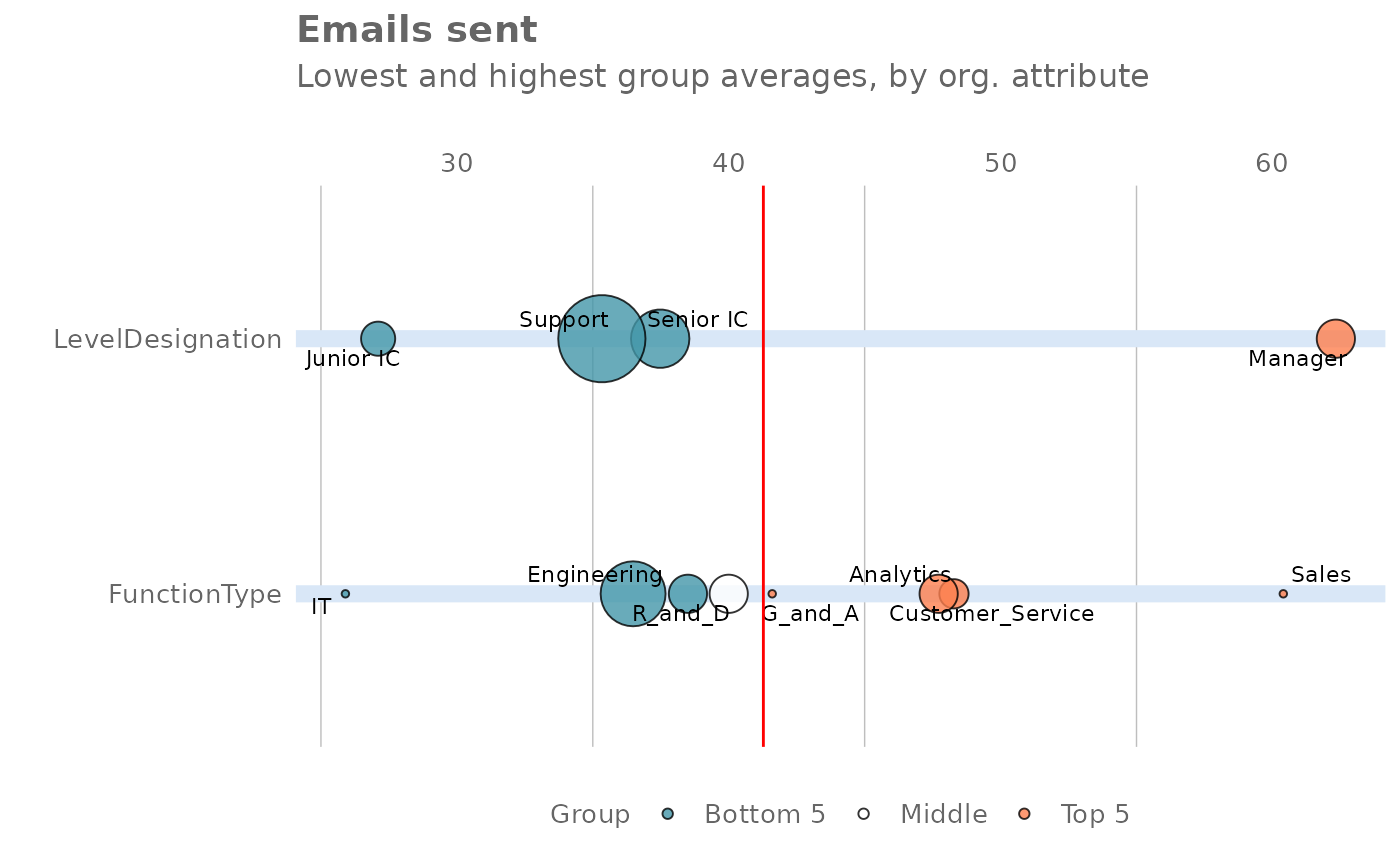 Emails sent
Lowest and highest group averages, by org. attribute
30 40 50 60
LevelDesignation
Support Senior IC
Junior IC Manager
FunctionType
Engineering Analytics Sales
IT R_and_D G_and_A Customer_Service
Group Bottom 5 Middle Top 5